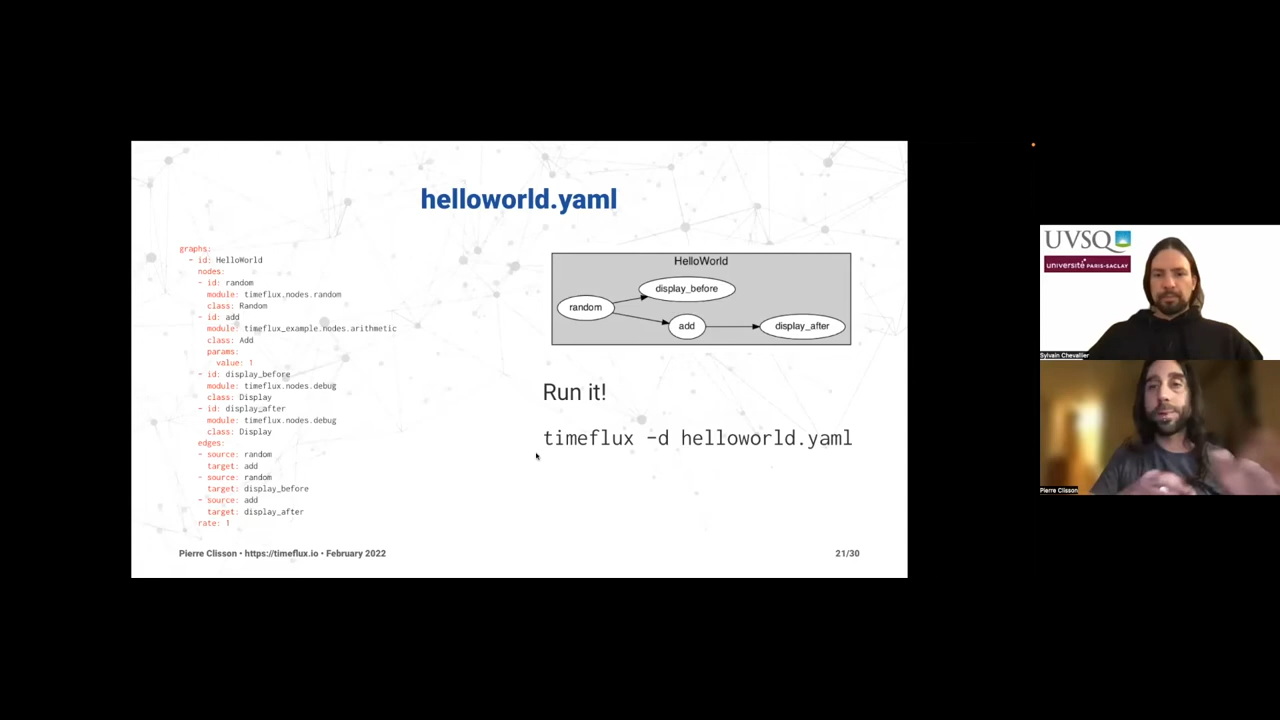 helloworld.yaml
graphs:
- id: HelloWorld
nodes:
- id: random
module: timeflux.nodes.random
class: Random
- id: add
module: timeflux_example.nodes.arithmetic
class: Add
params:
value: 1
- id: display_before
module: timeflux.nodes.debug
class: Display
- id: display_after
module: timeflux.nodes.debug
class: Display
edges:
- source: random
target: add
- source: random
target: display_before
- source: add
target: display_after
rate: 1
HelloWorld
display_before
random
add
display_after
Run it!
timeflux -d helloworld.yaml
Pierre Clisson • https://timeflux.io • February 2022
21/30
UVSQ
université PARIS-SACLAY
Sylvain Chevallier
Pierre Clisson